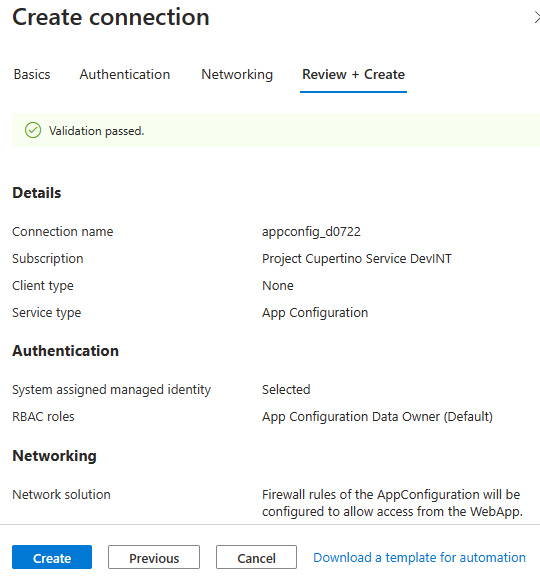 Create connection
Basics Authentication Networking Review + Create
Validation passed.
Details
Connection name appconfig_d0722
Subscription Project Cupertino Service DevINT
Client type None
Service type App Configuration
Authentication
System assigned managed identity Selected
RBAC roles App Configuration Data Owner (Default)
Networking
Network solution Firewall rules of the AppConfiguration will be
configured to allow access from the WebApp.
Create Previous Cancel Download a template for automation